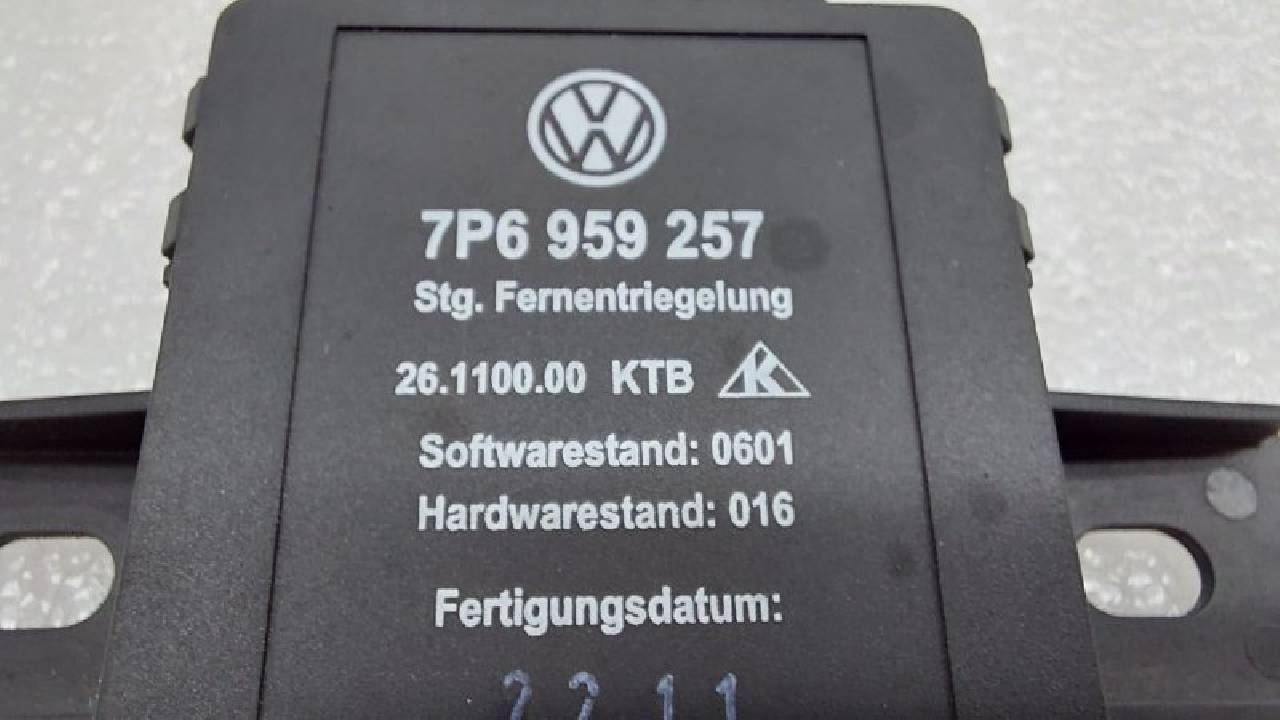 7P6 959 257
Stg. Fernentriegelung
26.1100.00 KTB K
Softwarestand: 0601
Hardwarestand: 016
Fertigungsdatum: